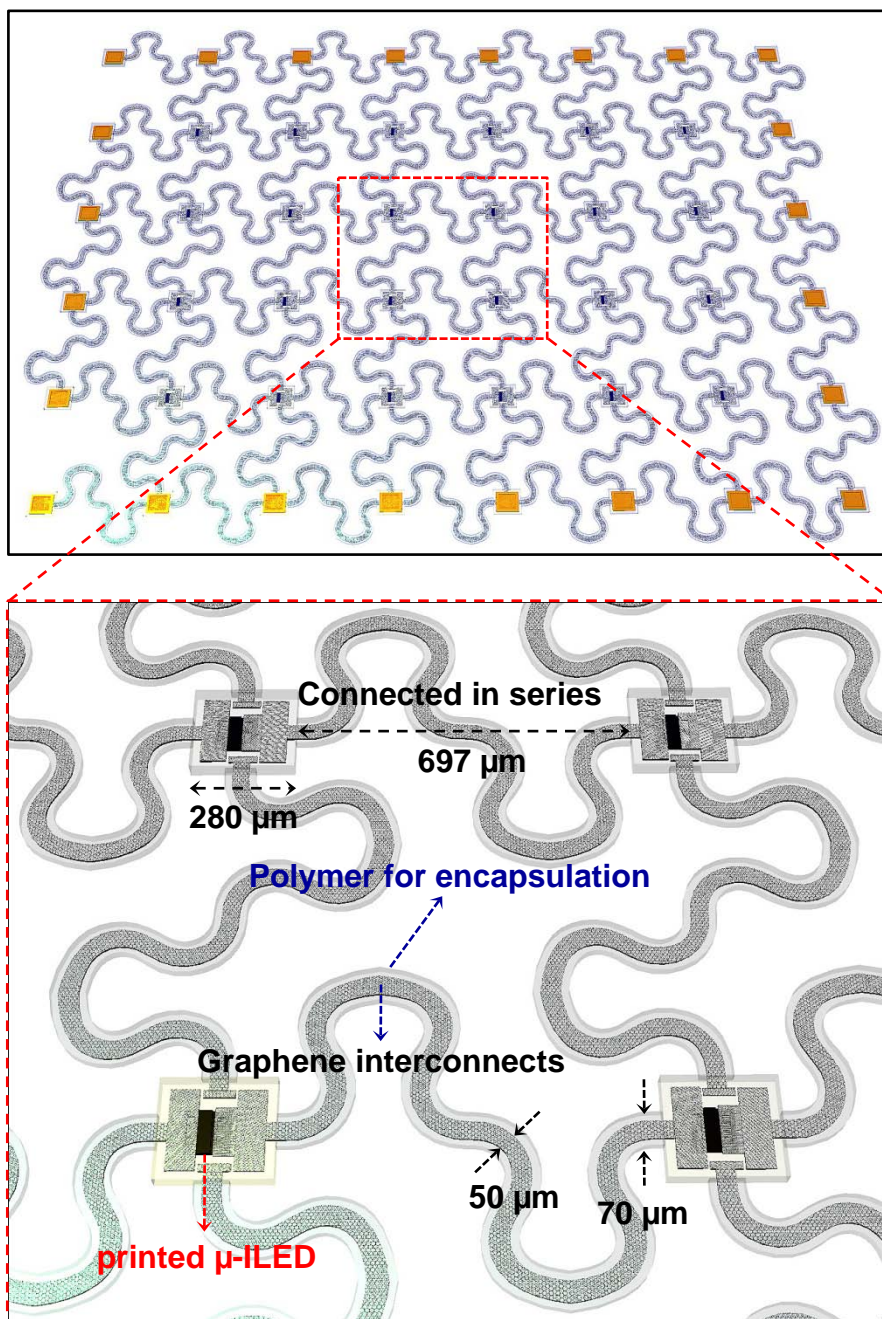 Connected in series
697 µm
280 µm
Polymer for encapsulation
Graphene interconnects
50 µm
70 µm
printed µ-ILED